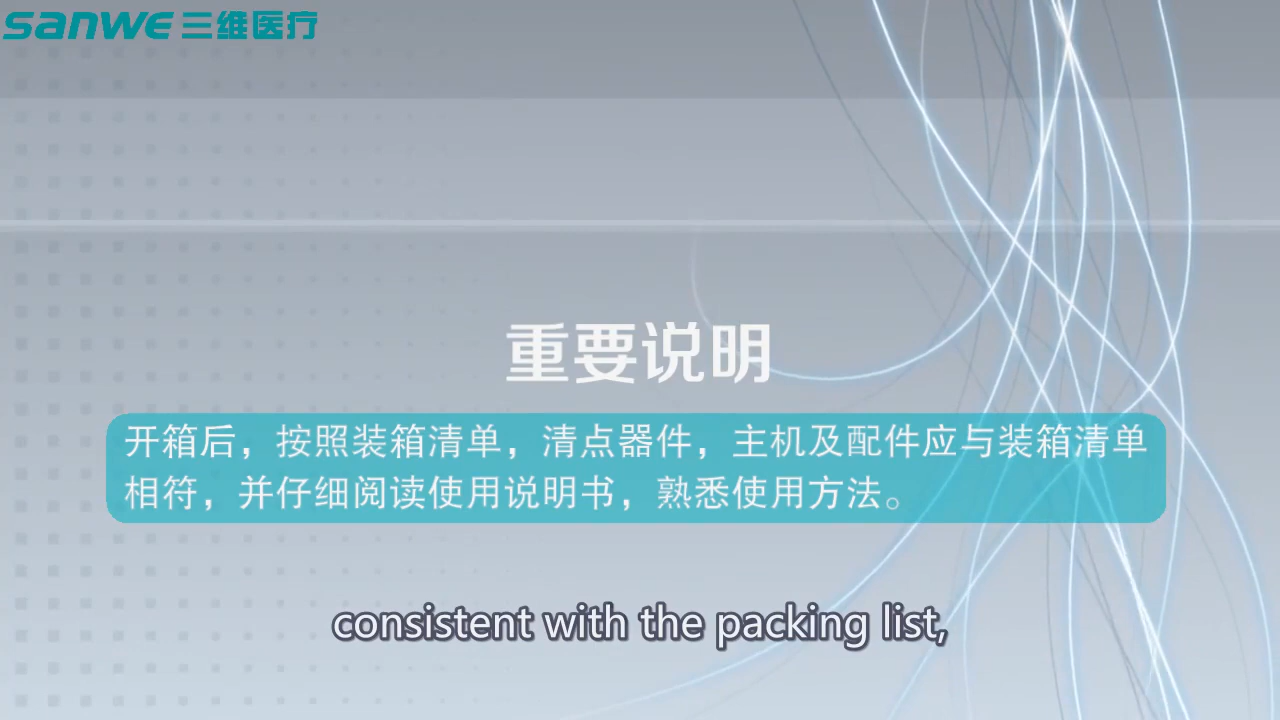 SANWE 三维医疗
重要说明
开箱后，按照装箱清单，清点器件，主机及配件应与装箱清单
相符，并仔细阅读使用说明书，熟悉使用方法。
consistent with the packing list,